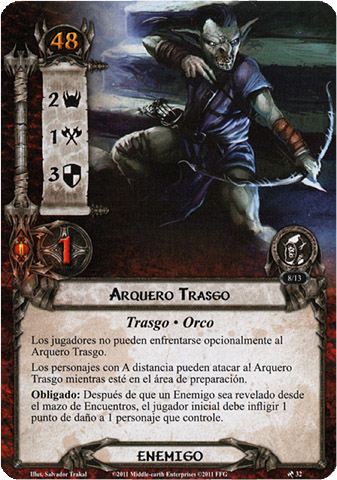 48
2
1
3
1
8/13
Arquero Trasgo
Trasgo • Orco
Los jugadores no pueden enfrentarse opcionalmente al
Arquero Trasgo.
Los personajes con A distancia pueden atacar al Arquero
Trasgo mientras esté en el área de preparación.
Obligado: Después de que un Enemigo sea revelado desde
el mazo de Encuentros, el jugador inicial debe infligir 1
punto de daño a 1 personaje que controle.
ENEMIGO
Illus. Salvador Trakal ©2011 Middle-earth Enterprises ©2011 FFG 32